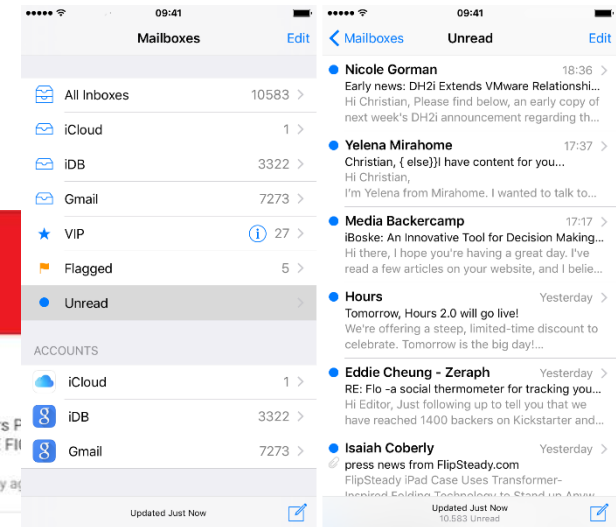 09:41
Mailboxes
Edit
All Inboxes 10583
iCloud 1
iDB 3322
Gmail 7273
VIP 27
Flagged 5
Unread
ACCOUNTS
iCloud 1
iDB 3322
Gmail 7273
Updated Just Now
09:41
Mailboxes
Unread
Edit
Nicole Gorman 18:36
Early news: DH2i Extends VMware Relationshi...
Hi Christian, Please find below, an early copy of
next week's DH2i announcement regarding th...
Yelena Mirahome 17:37
Christian, { else}}I have content for you...
Hi Christian,
I'm Yelena from Mirahome. I wanted to talk to...
Media Backercamp 17:17
iBoske: An Innovative Tool for Decision Making...
Hi there, I hope you're having a great day. I've
read a few articles on your website, and I belie...
Hours Yesterday
Tomorrow, Hours 2.0 will go live!
We're offering a steep, limited-time discount to
celebrate. Tomorrow is the big day!...
Eddie Cheung - Zeraph Yesterday
RE: Flo -a social thermometer for tracking you...
Hi Editor, Just following up to tell you that we
have reached 1400 backers on Kickstarter and...
Isaiah Coberly Yesterday
press news from FlipSteady.com
FlipSteady iPad Case Uses Transformer-
Inspired Folding Technology to Stand up Anyw
Updated Just Now
10.583 Unread